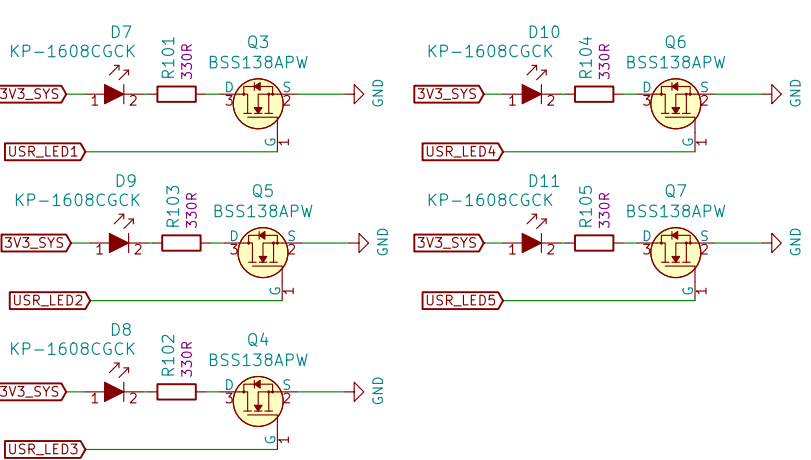 D7
KP-1608CGCK
R101
330R
Q3
BSS138APW
3V3_SYS
1
2
D
3
S
2
GND
G
1
USR_LED1
D10
KP-1608CGCK
R104
330R
Q6
BSS138APW
3V3_SYS
1
2
D
3
S
2
GND
G
1
USR_LED4
D9
KP-1608CGCK
R103
330R
Q5
BSS138APW
3V3_SYS
1
2
D
3
S
2
GND
G
1
USR_LED2
D11
KP-1608CGCK
R105
330R
Q7
BSS138APW
3V3_SYS
1
2
D
3
S
2
GND
G
1
USR_LED5
D8
KP-1608CGCK
R102
330R
Q4
BSS138APW
3V3_SYS
1
2
D
3
S
2
GND
G
1
USR_LED3